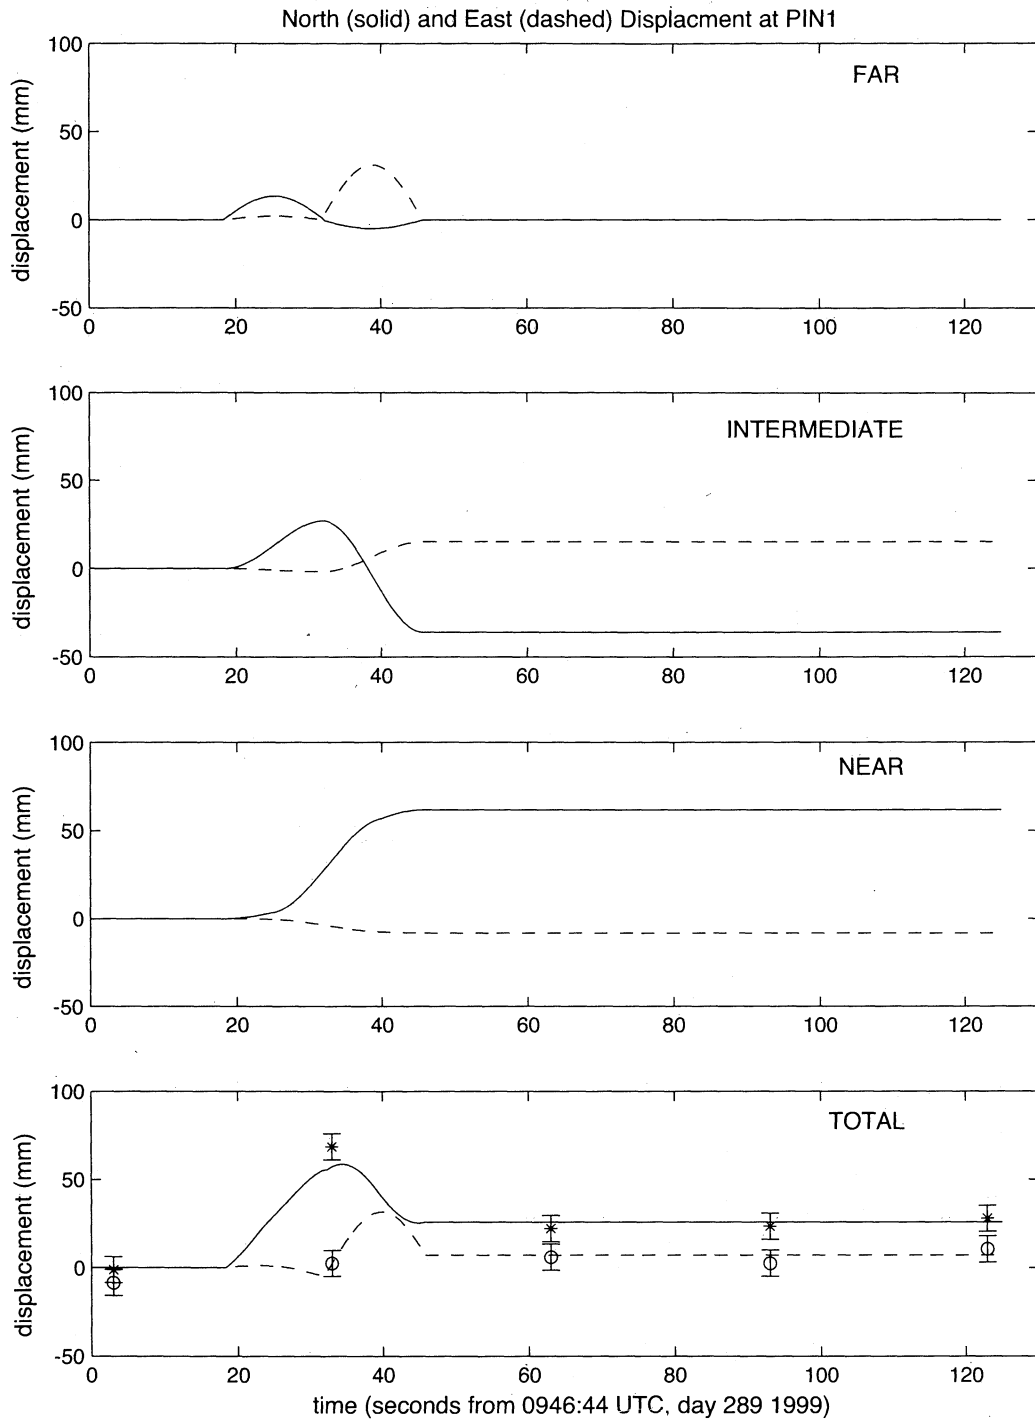 North (solid) and East (dashed) Displacment at PIN1
100
50
0
-50
displacement (mm)
FAR
0 20 40 60 80 100 120
100
50
0
-50
displacement (mm)
INTERMEDIATE
0 20 40 60 80 100 120
100
50
0
-50
displacement (mm)
NEAR
0 20 40 60 80 100 120
100
50
0
-50
displacement (mm)
TOTAL
0 20 40 60 80 100 120
time (seconds from 0946:44 UTC, day 289 1999)